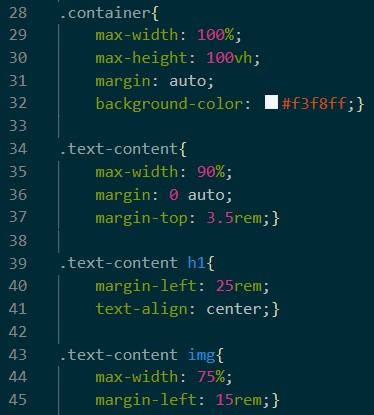 28 .container{
29 max-width: 100%;
30 max-height: 100vh;
31 margin: auto;
32 background-color: #f3f8ff;}
33
34 .text-content{
35 max-width: 90%;
36 margin: 0 auto;
37 margin-top: 3.5rem;}
38
39 .text-content h1{
40 margin-left: 25rem;
41 text-align: center;}
42
43 .text-content img{
44 max-width: 75%;
45 margin-left: 15rem;}